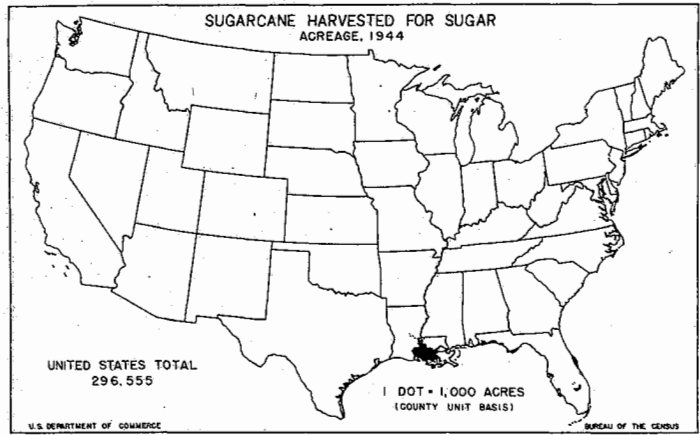 SUGARCANE HARVESTED FOR SUGAR
ACREAGE, 1944
UNITED STATES TOTAL
296,555
1 DOT = 1,000 ACRES
(COUNTY UNIT BASIS)
U.S. DEPARTMENT OF COMMERCE
BUREAU OF THE CENSUS